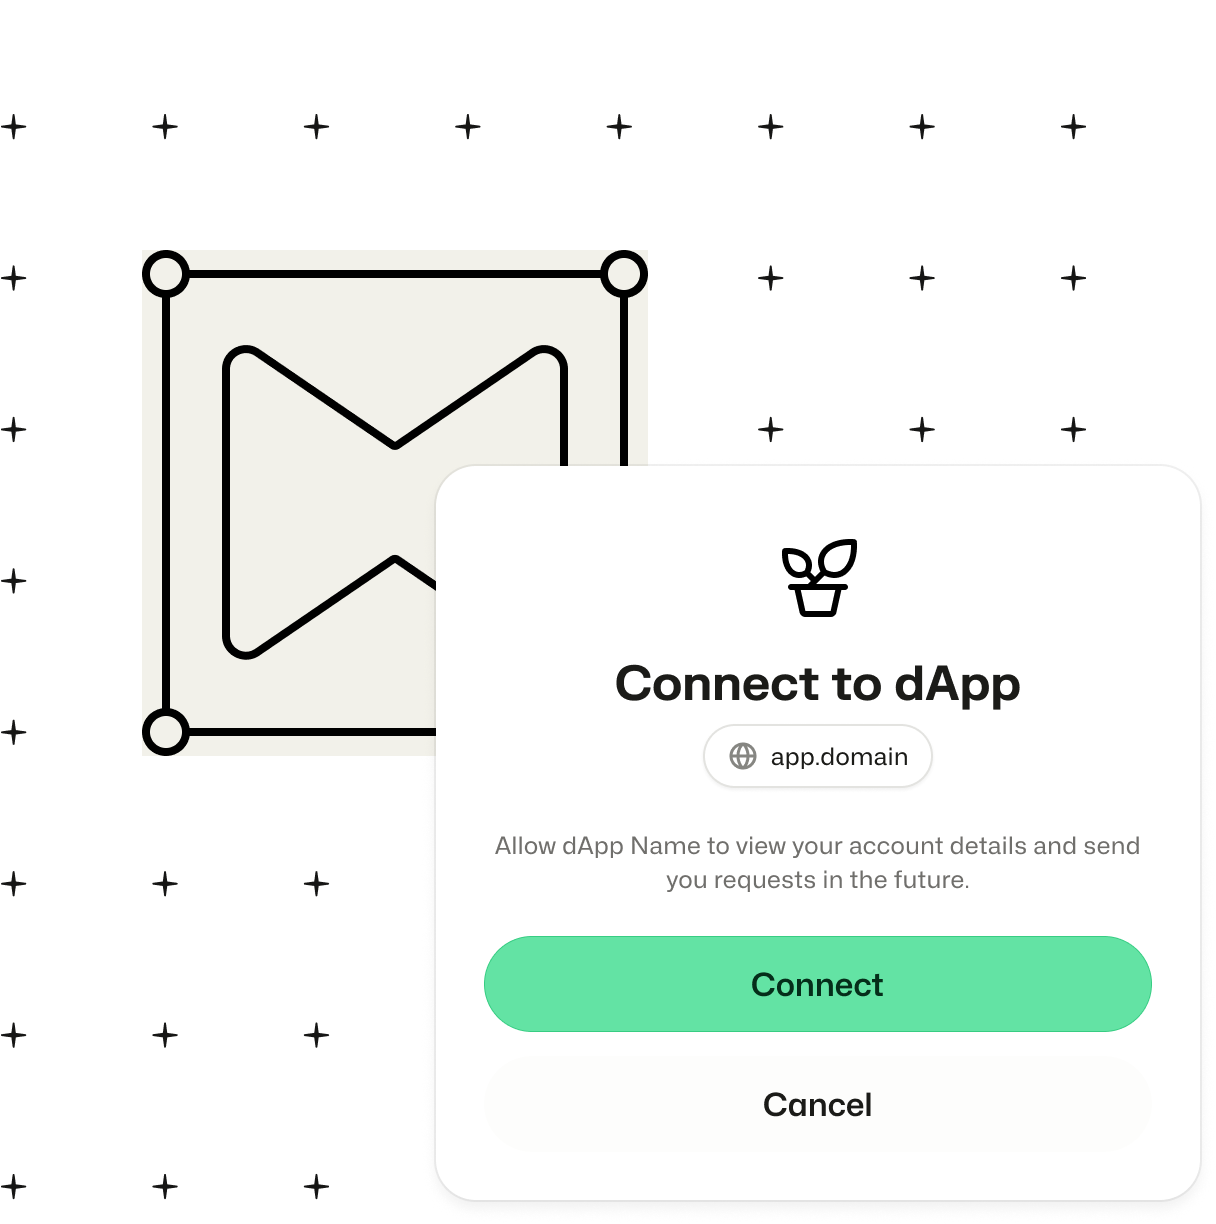 Connect to dApp
app.domain
Allow dApp Name to view your account details and send
you requests in the future.
Connect
Cancel